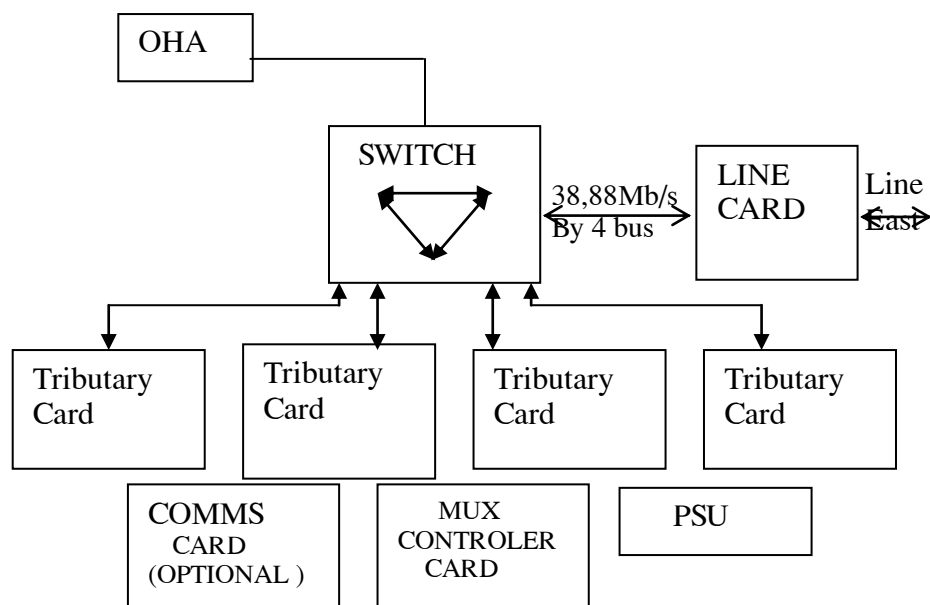 OHA
SWITCH
38,88Mb/s
By 4 bus
LINE
CARD
Line
East
Tributary
Card
Tributary
Card
Tributary
Card
Tributary
Card
COMMS
CARD
(OPTIONAL )
MUX
CONTROLER
CARD
PSU